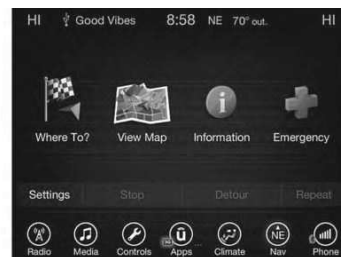 HI Good Vibes 8:58 NE 70° out. HI
Where To? View Map Information Emergency
Settings Stop Detour Repeat
NE
Radio Media Controls Apps Climate Nav Phone